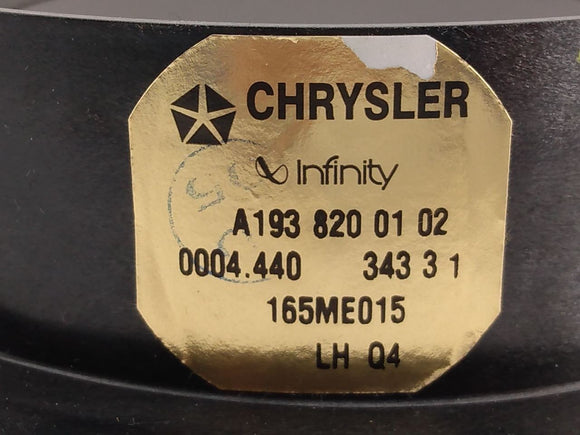 CHRYSLER
Infinity
A193 820 01 02
0004.440 343 3 1
165ME015
LH Q4